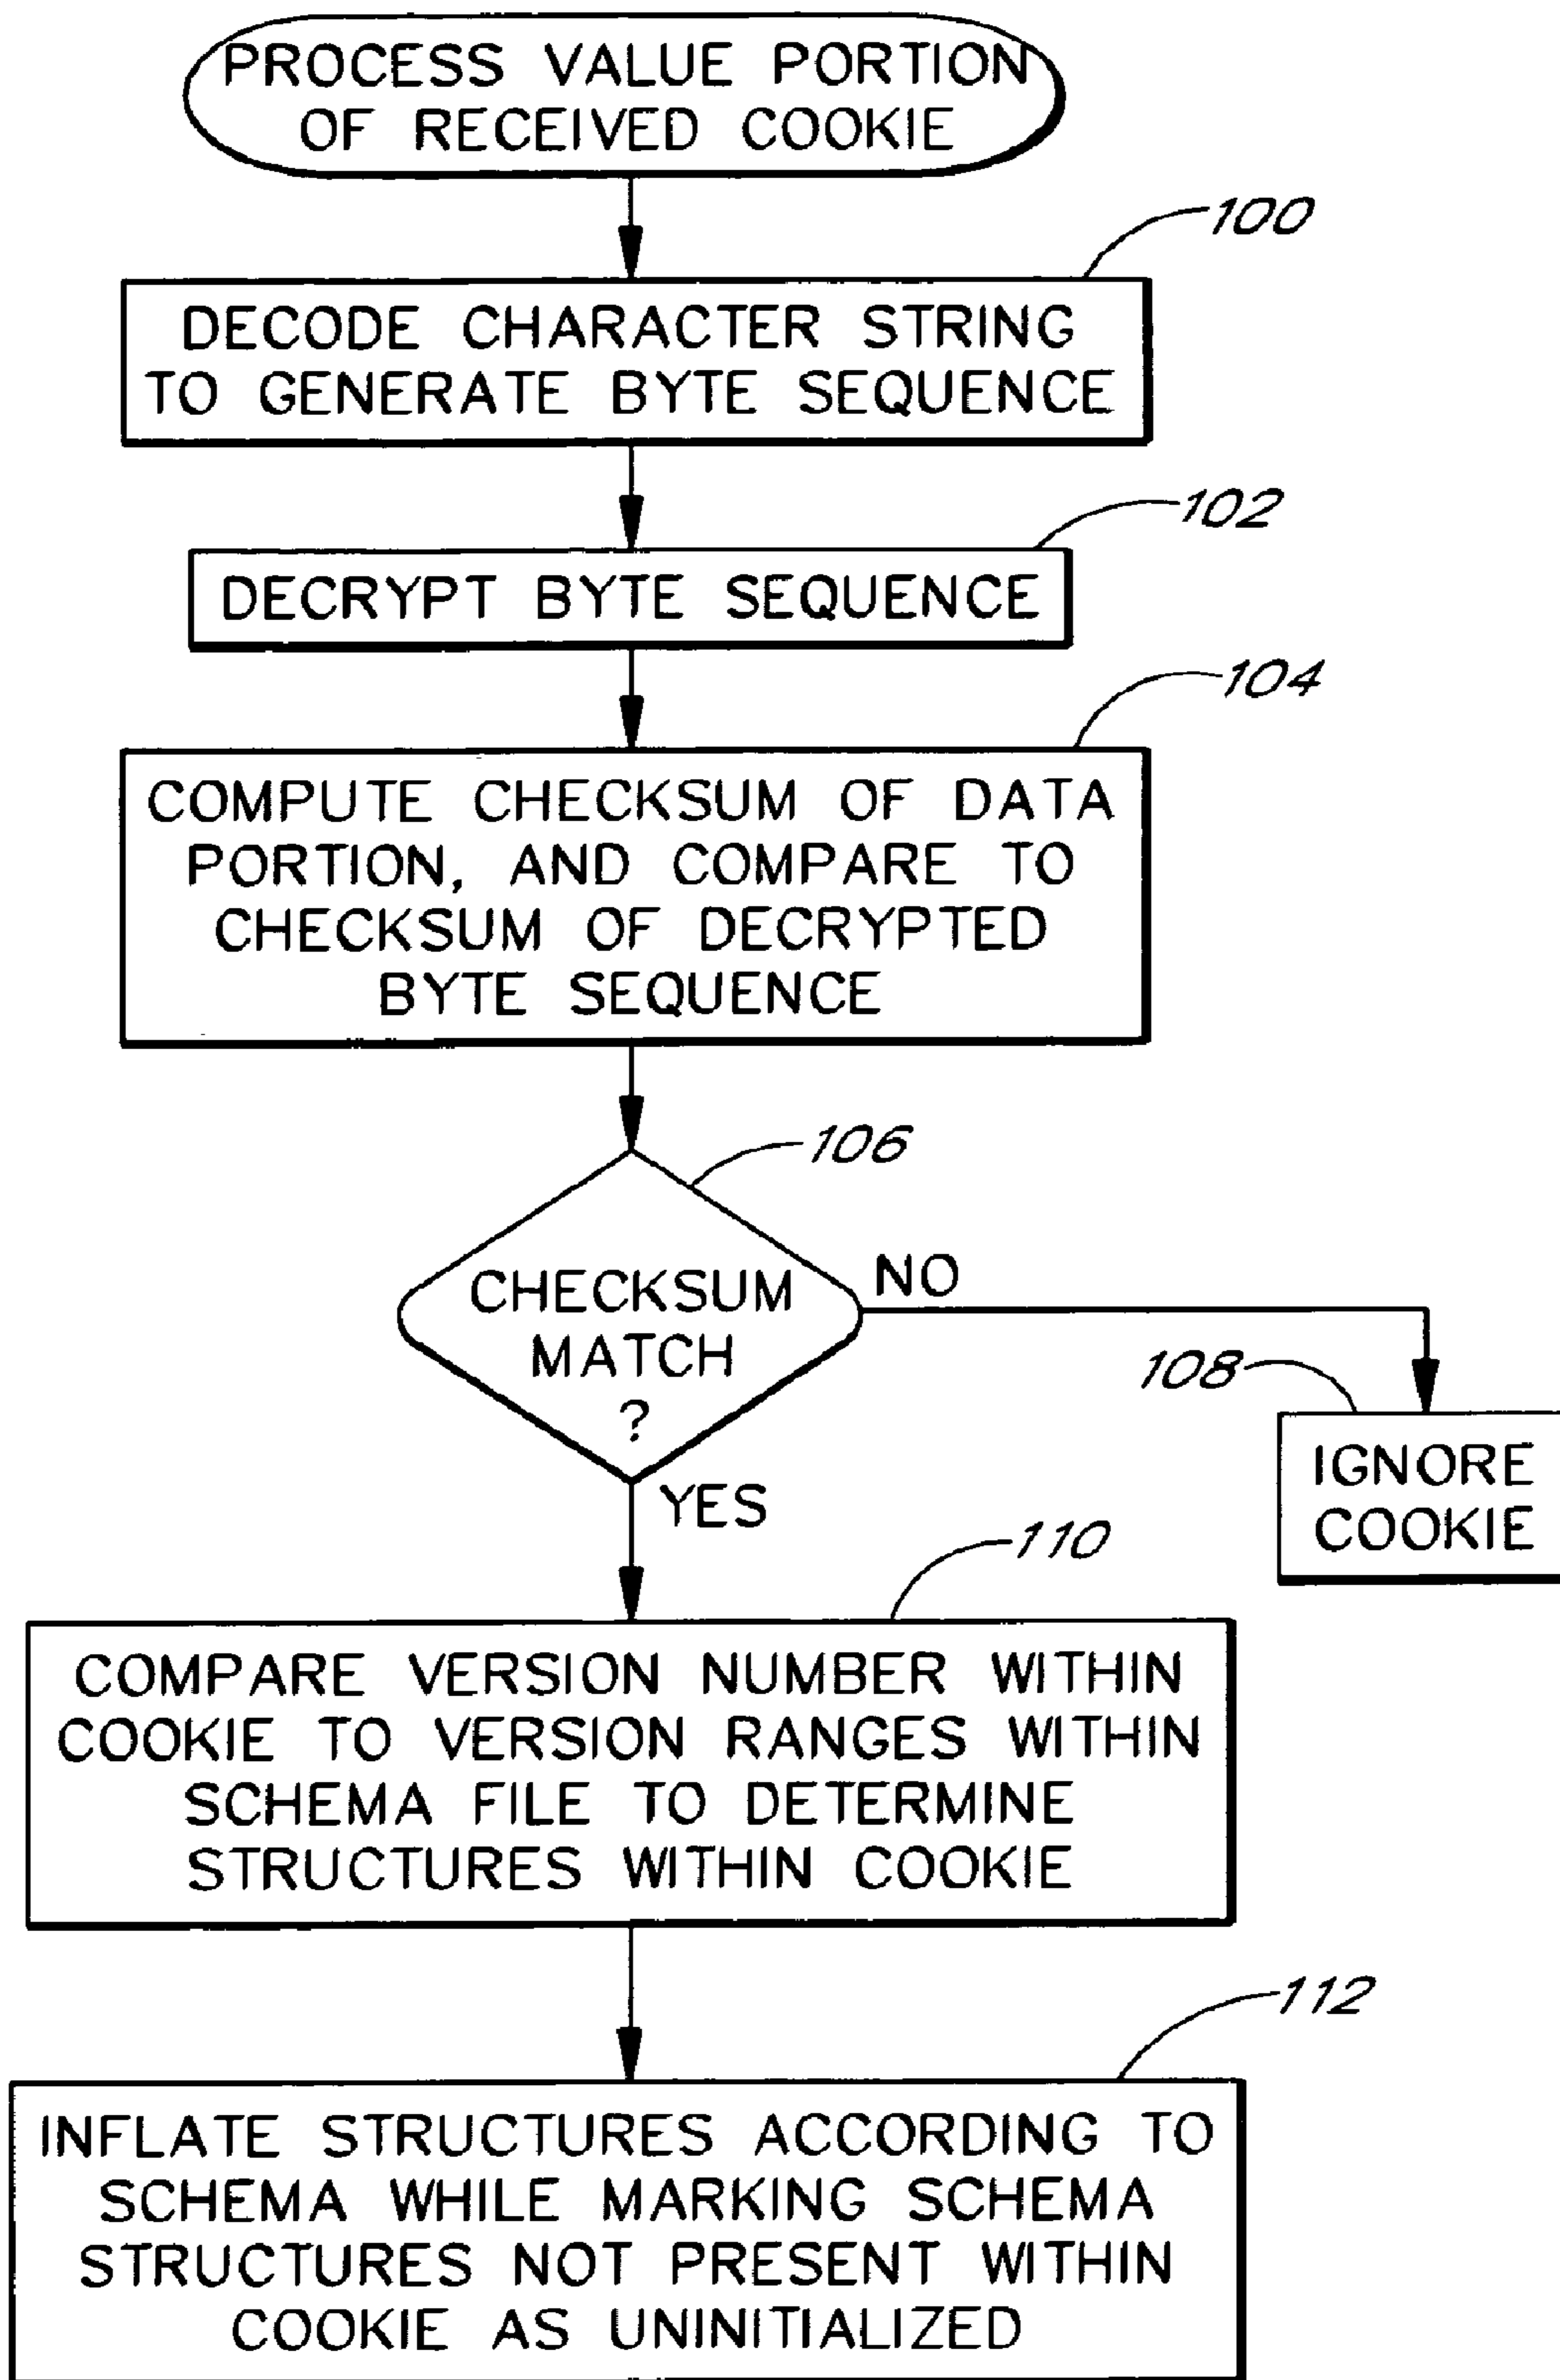 PROCESS VALUE PORTION
OF RECEIVED COOKIE
100
DECODE CHARACTER STRING
TO GENERATE BYTE SEQUENCE
102
DECRYPT BYTE SEQUENCE
104
COMPUTE CHECKSUM OF DATA
PORTION, AND COMPARE TO
CHECKSUM OF DECRYPTED
BYTE SEQUENCE
106
CHECKSUM
MATCH
?
NO
108
IGNORE
COOKIE
YES
110
COMPARE VERSION NUMBER WITHIN
COOKIE TO VERSION RANGES WITHIN
SCHEMA FILE TO DETERMINE
STRUCTURES WITHIN COOKIE
112
INFLATE STRUCTURES ACCORDING TO
SCHEMA WHILE MARKING SCHEMA
STRUCTURES NOT PRESENT WITHIN
COOKIE AS UNINITIALIZED